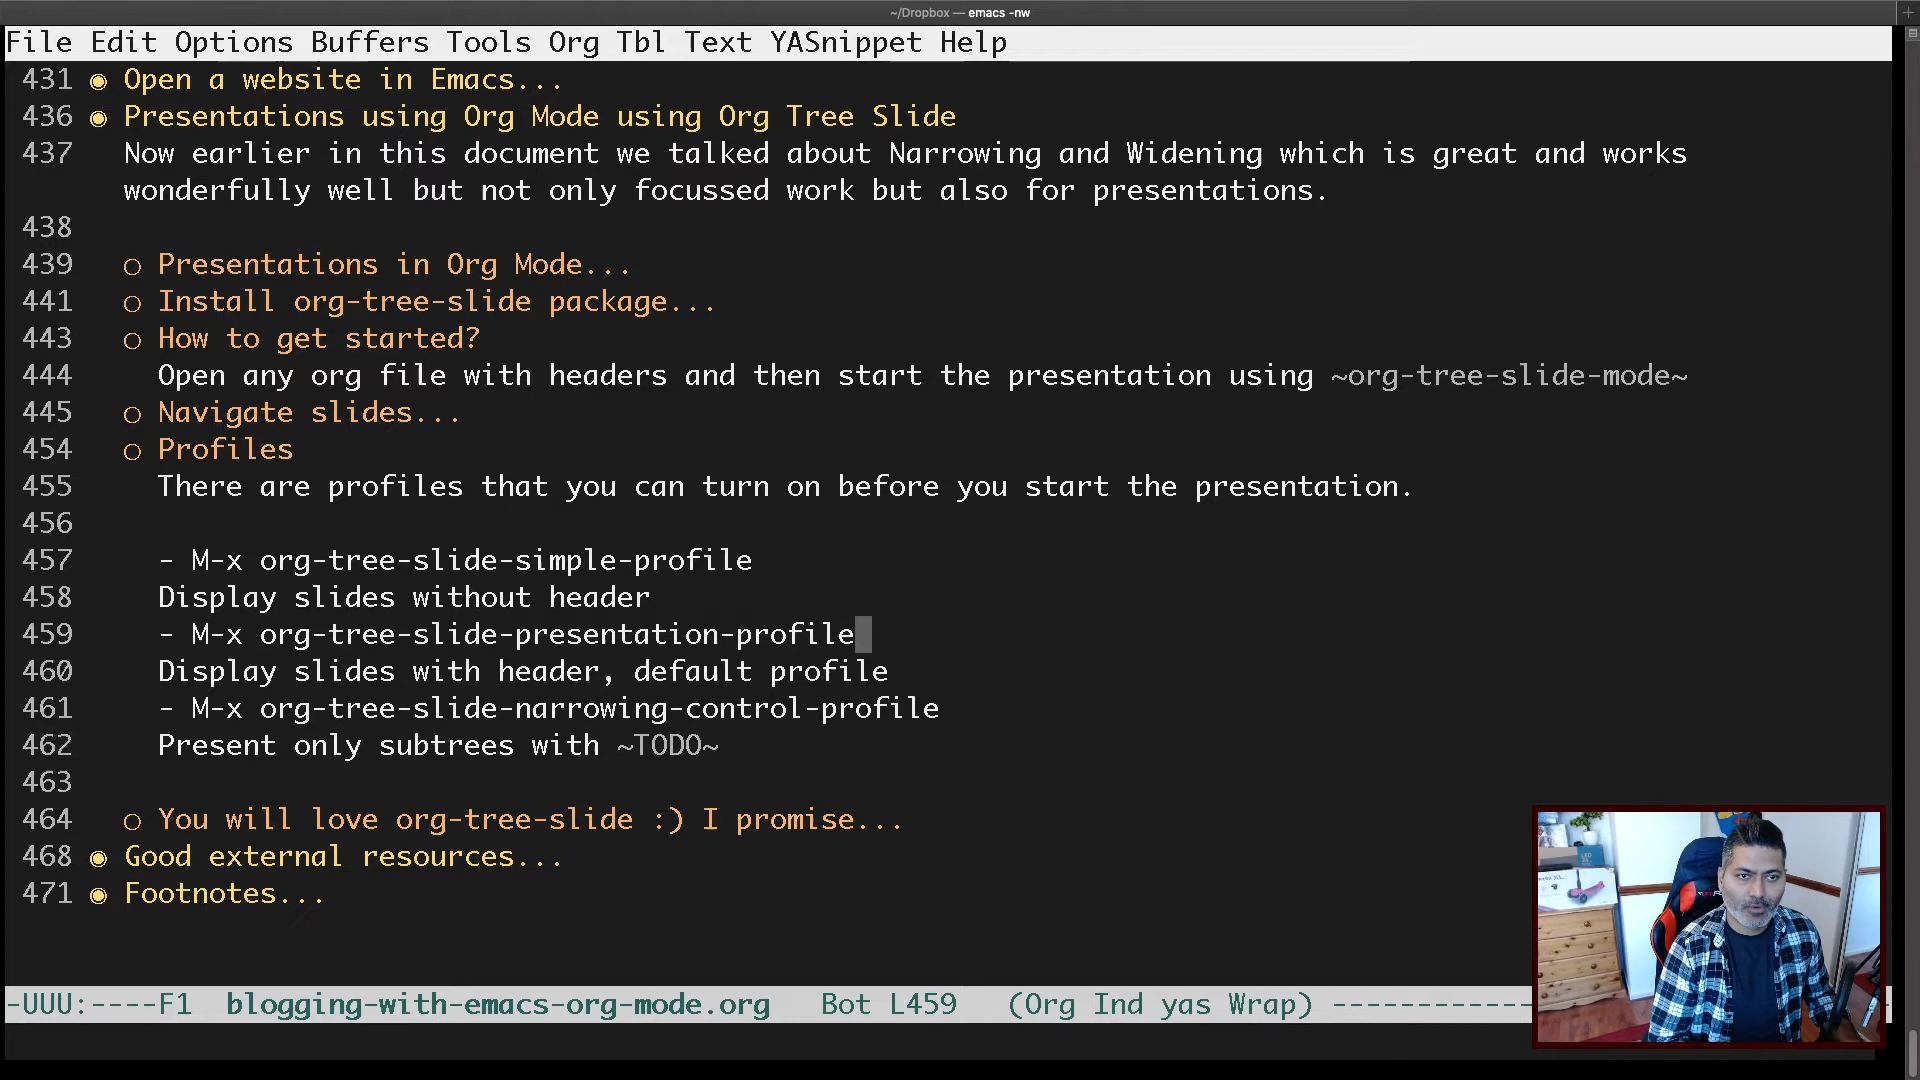 ~/Dropbox — emacs -nw
File Edit Options Buffers Tools Org Tbl Text YASnippet Help
431 ◉ Open a website in Emacs...
436 ◉ Presentations using Org Mode using Org Tree Slide
437 Now earlier in this document we talked about Narrowing and Widening which is great and works
wonderfully well but not only focussed work but also for presentations.
438
439 ○ Presentations in Org Mode...
441 ○ Install org-tree-slide package...
443 ○ How to get started?
444 Open any org file with headers and then start the presentation using ~org-tree-slide-mode~
445 ○ Navigate slides...
454 ○ Profiles
455 There are profiles that you can turn on before you start the presentation.
456
457 - M-x org-tree-slide-simple-profile
458 Display slides without header
459 - M-x org-tree-slide-presentation-profile
460 Display slides with header, default profile
461 - M-x org-tree-slide-narrowing-control-profile
462 Present only subtrees with ~TODO~
463
464 ○ You will love org-tree-slide :) I promise...
468 ◉ Good external resources...
471 ◉ Footnotes...
-UUU:----F1 blogging-with-emacs-org-mode.org Bot L459 (Org Ind yas Wrap) ------------